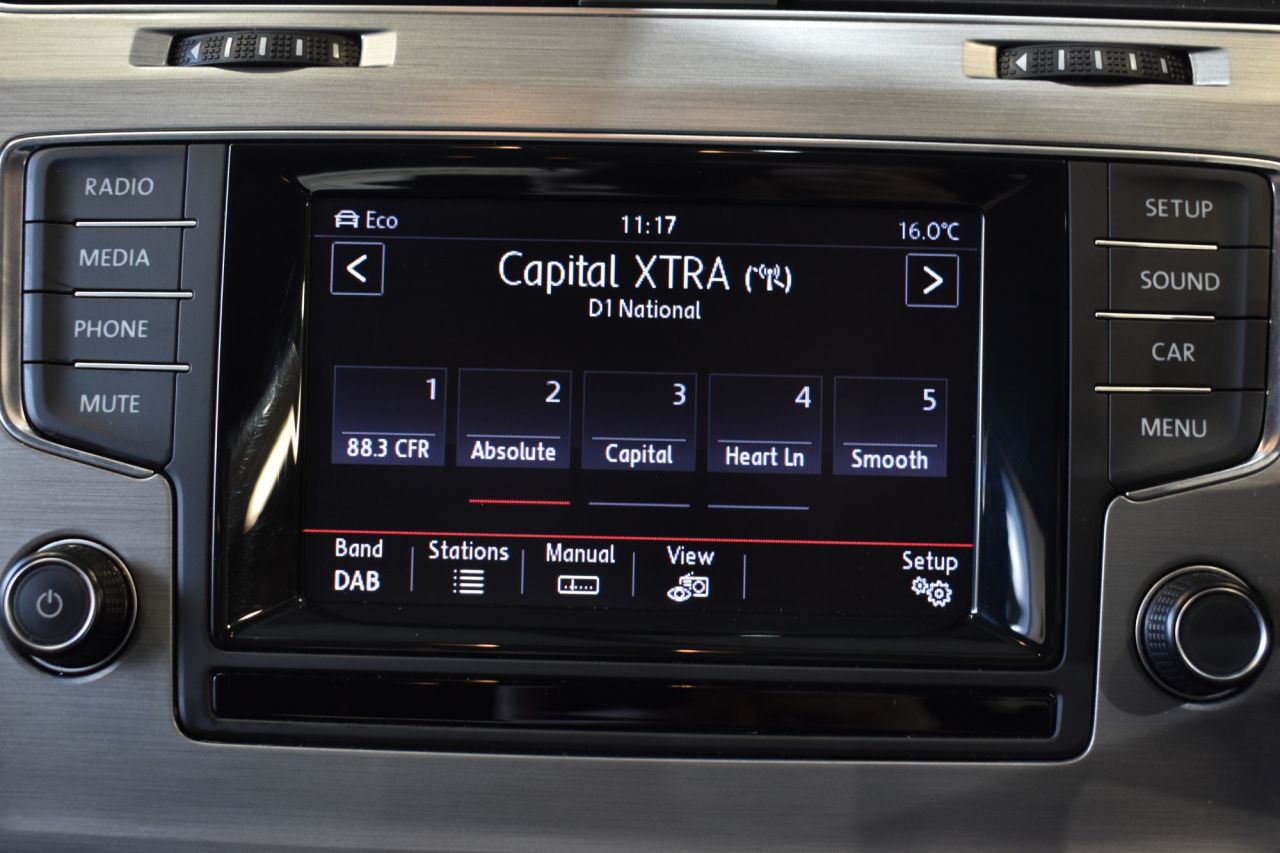 RADIO
MEDIA
PHONE
MUTE
Eco 11:17 16.0°C
< Capital XTRA >
D1 National
1 2 3 4 5
88.3 CFR Absolute Capital Heart Ln Smooth
Band Stations Manual View Setup
DAB
SETUP
SOUND
CAR
MENU